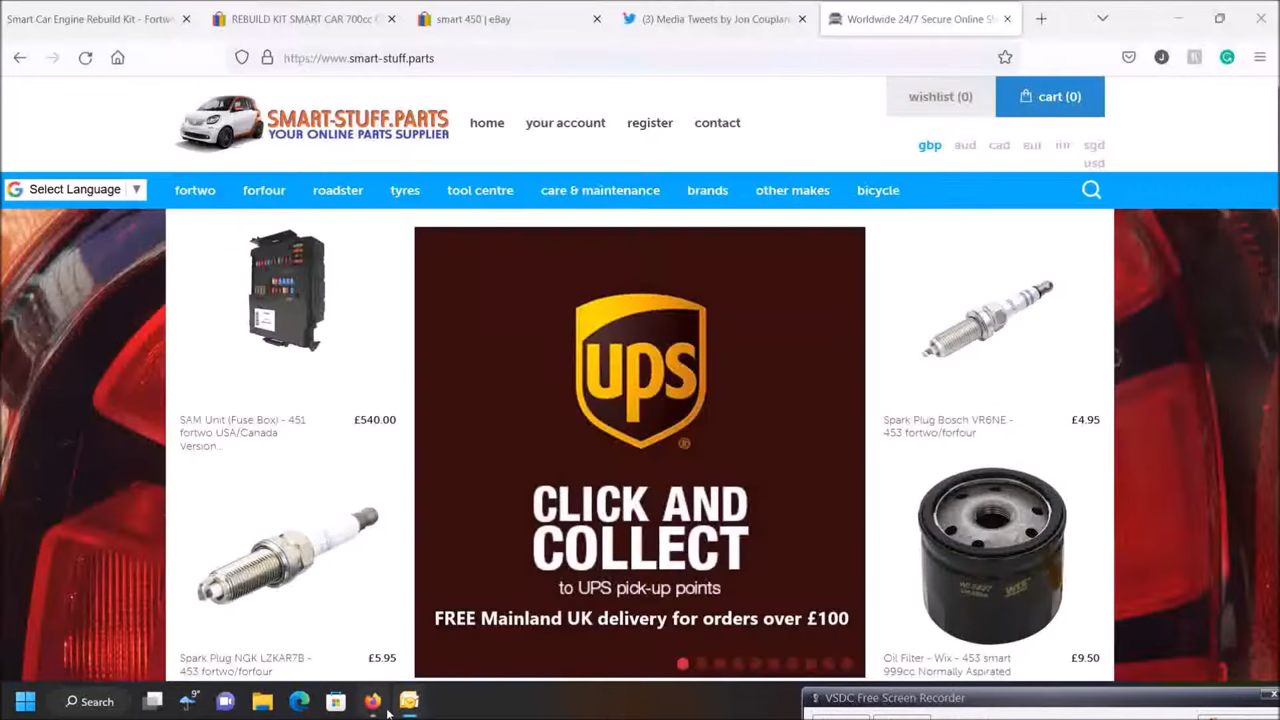 Smart Car Engine Rebuild Kit - Fortw
REBUILD KIT SMART CAR 700cc
smart 450 | eBay
(3) Media Tweets by Jon Couplan
Worldwide 24/7 Secure Online S
https://www.smart-stuff.parts
J
SMART-STUFF.PARTS
YOUR ONLINE PARTS SUPPLIER
home your account register contact
wishlist (0) cart (0)
gbp aud cad eur inr sgd
usd
G Select Language
fortwo forfour roadster tyres tool centre care & maintenance brands other makes bicycle
ups
®
CLICK AND
COLLECT
to UPS pick-up points
FREE Mainland UK delivery for orders over £100
SAM Unit (Fuse Box) - 451 £540.00
fortwo USA/Canada
Version...
Spark Plug Bosch VR6NE - £4.95
453 fortwo/forfour
WIX
Spark Plug NGK LZKAR7B - £5.95
453 fortwo/forfour
Oil Filter - Wix - 453 smart £9.50
999cc Normally Aspirated
Search
9°
VSDC Free Screen Recorder